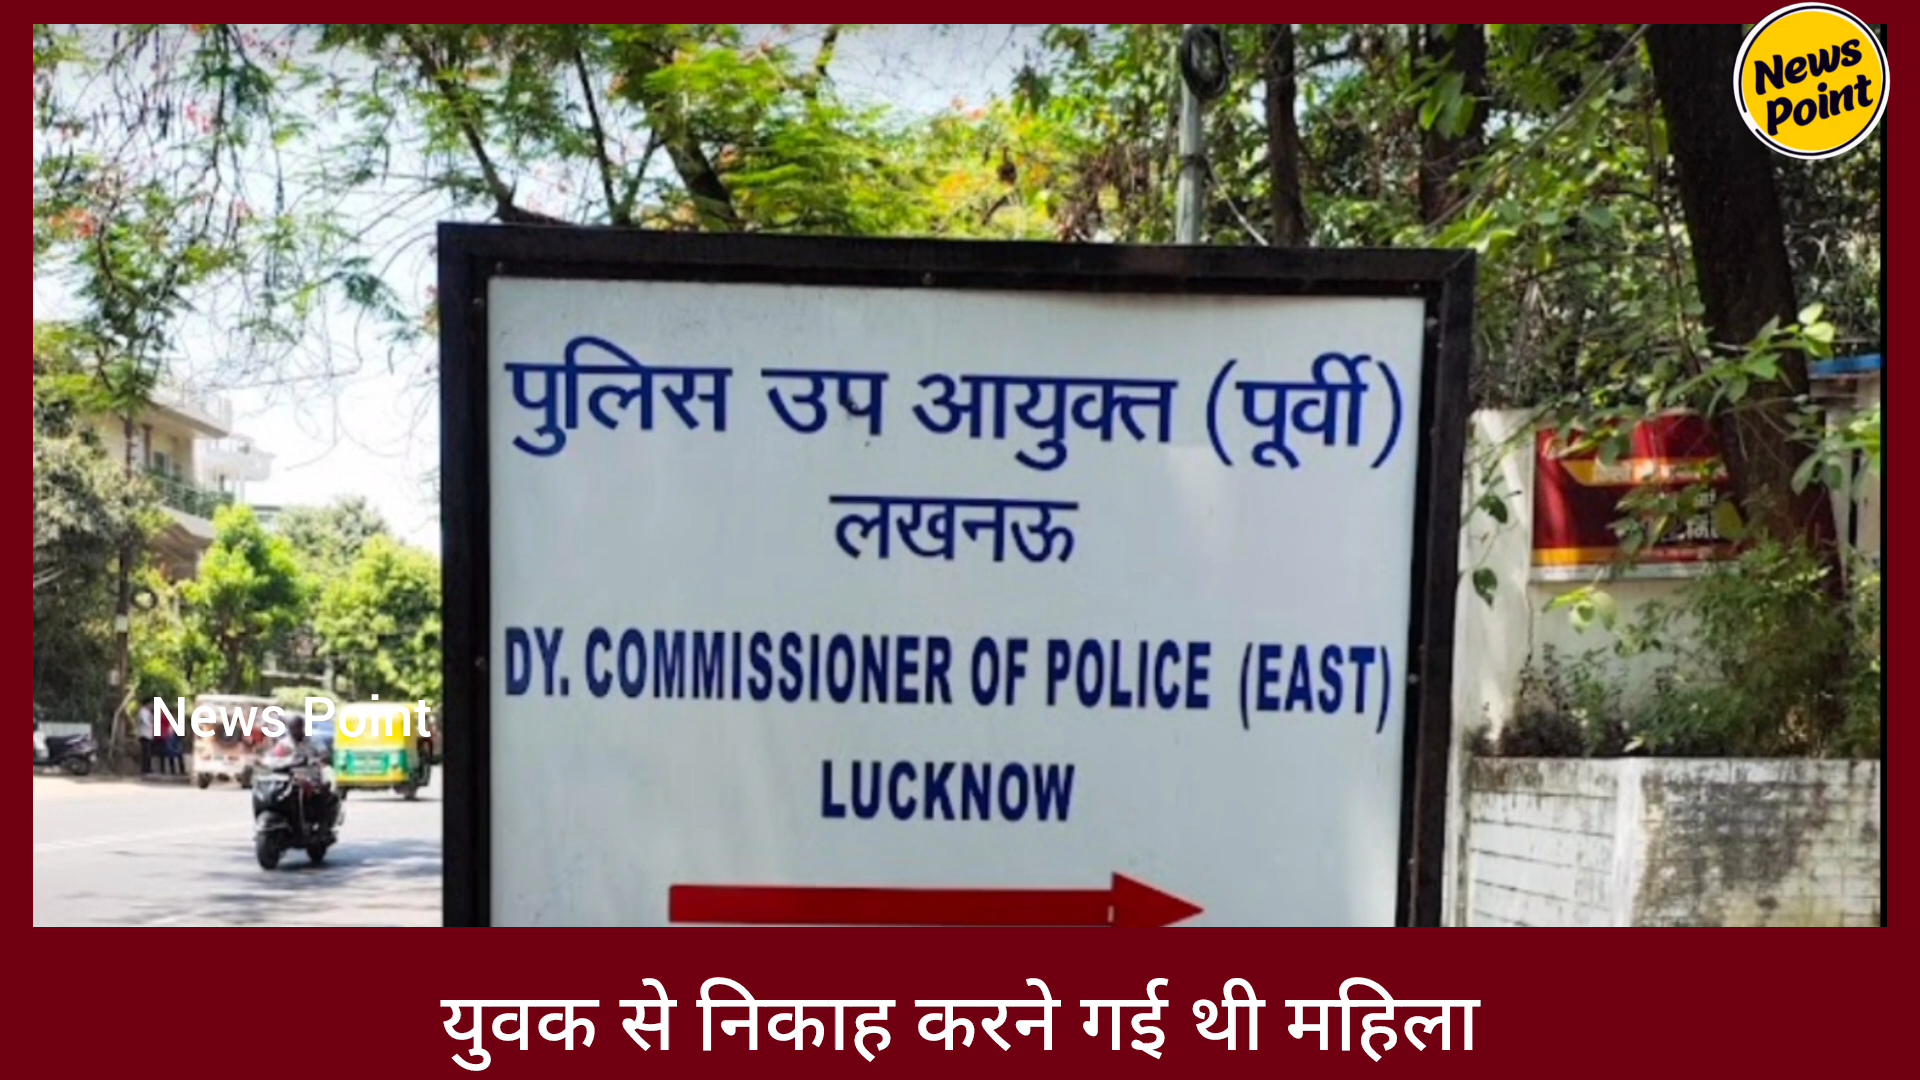 News
Point
पुलिस उप आयुक्त (पूर्वी)
लखनऊ
DY. COMMISSIONER OF POLICE (EAST)
LUCKNOW
News Point
युवक से निकाह करने गई थी महिला